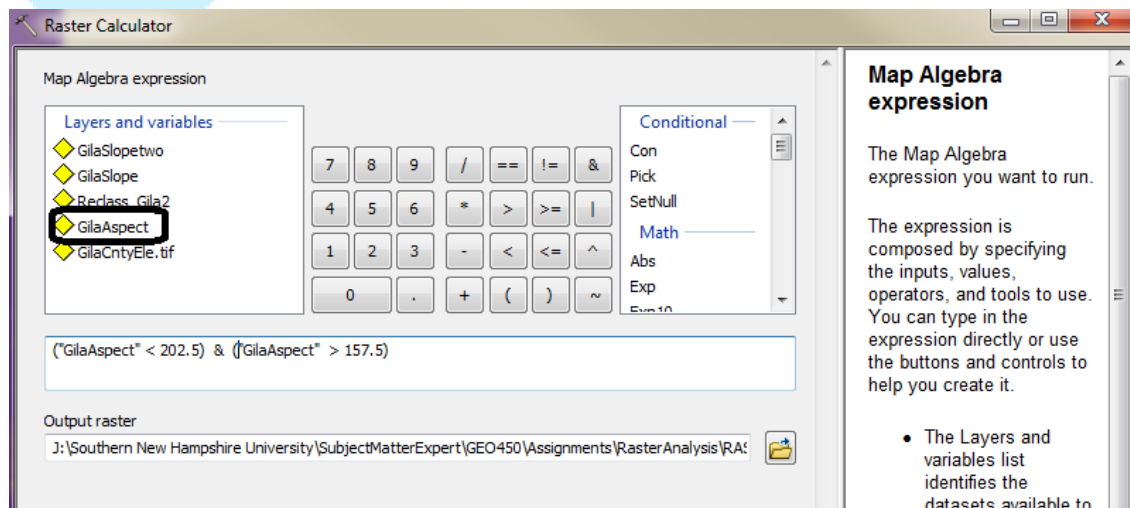 Raster Calculator
Map Algebra expression
Layers and variables
GilaSlopetwo
GilaSlope
Reclass_Gila2
GilaAspect
GilaCntyEle.tif
7 8 9 / == != &
4 5 6 * > >= |
1 2 3 - < <= ^
0 . + ( ) ~
Conditional
Con
Pick
SetNull
Math
Abs
Exp
Exp10
("GilaAspect" < 202.5) & ("GilaAspect" > 157.5)
Output raster
J:\Southern New Hampshire University\SubjectMatterExpert\GEO450\Assignments\RasterAnalysis\RAS
Map Algebra
expression
The Map Algebra
expression you want to run.
The expression is
composed by specifying
the inputs, values,
operators, and tools to use.
You can type in the
expression directly or use
the buttons and controls to
help you create it.
• The Layers and
variables list
identifies the
datasets available to